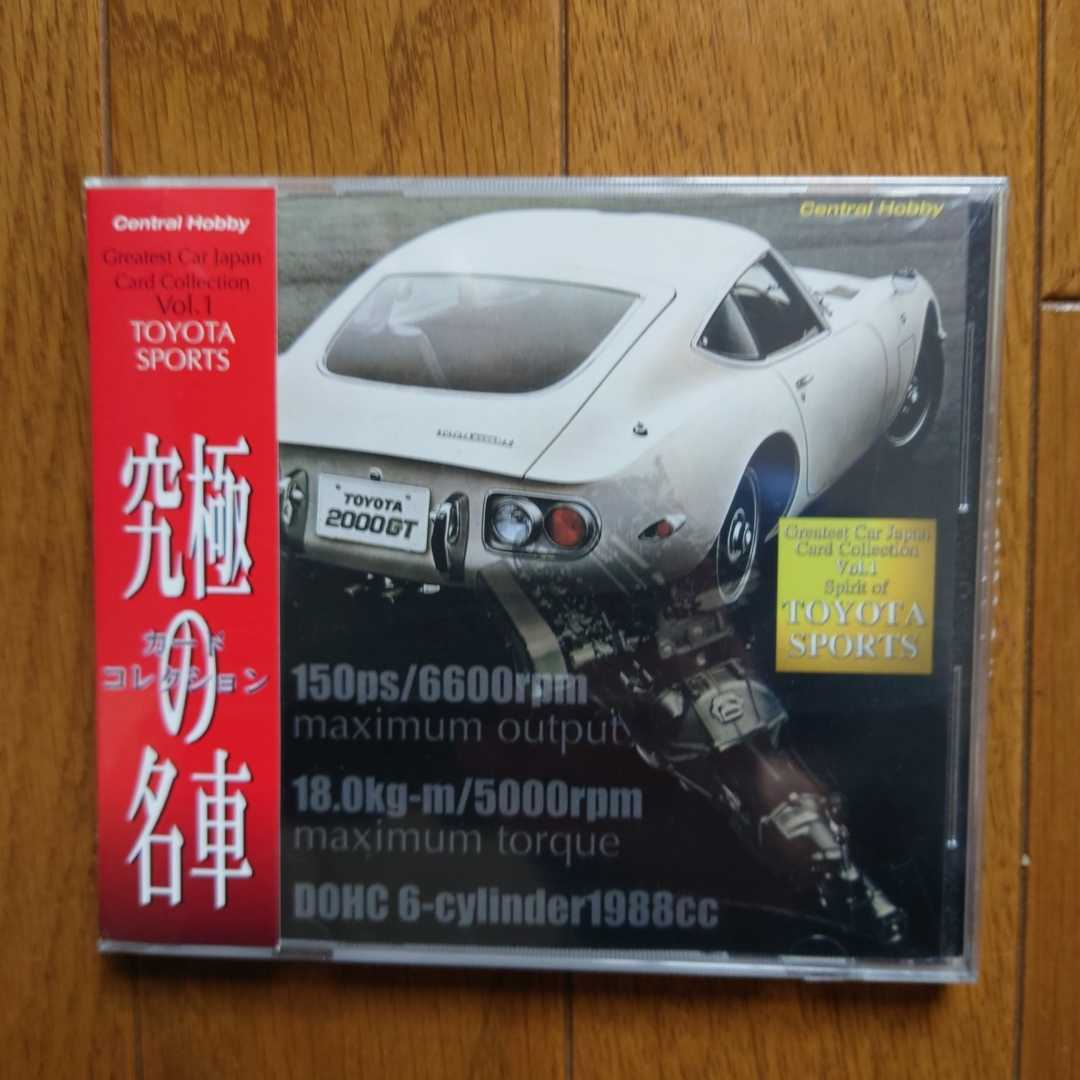 Central Hobby
Greatest Car Japan
Card Collection
Vol.1
TOYOTA
SPORTS
究極の名車
カード
コレクション
Central Hobby
TOYOTA
2000GT
Greatest Car Japan
Card Collection
Vol.1
Spirit of
TOYOTA
SPORTS
150ps/6600rpm
maximum output
18.0kg-m/5000rpm
maximum torque
DOHC 6-cylinder1988cc